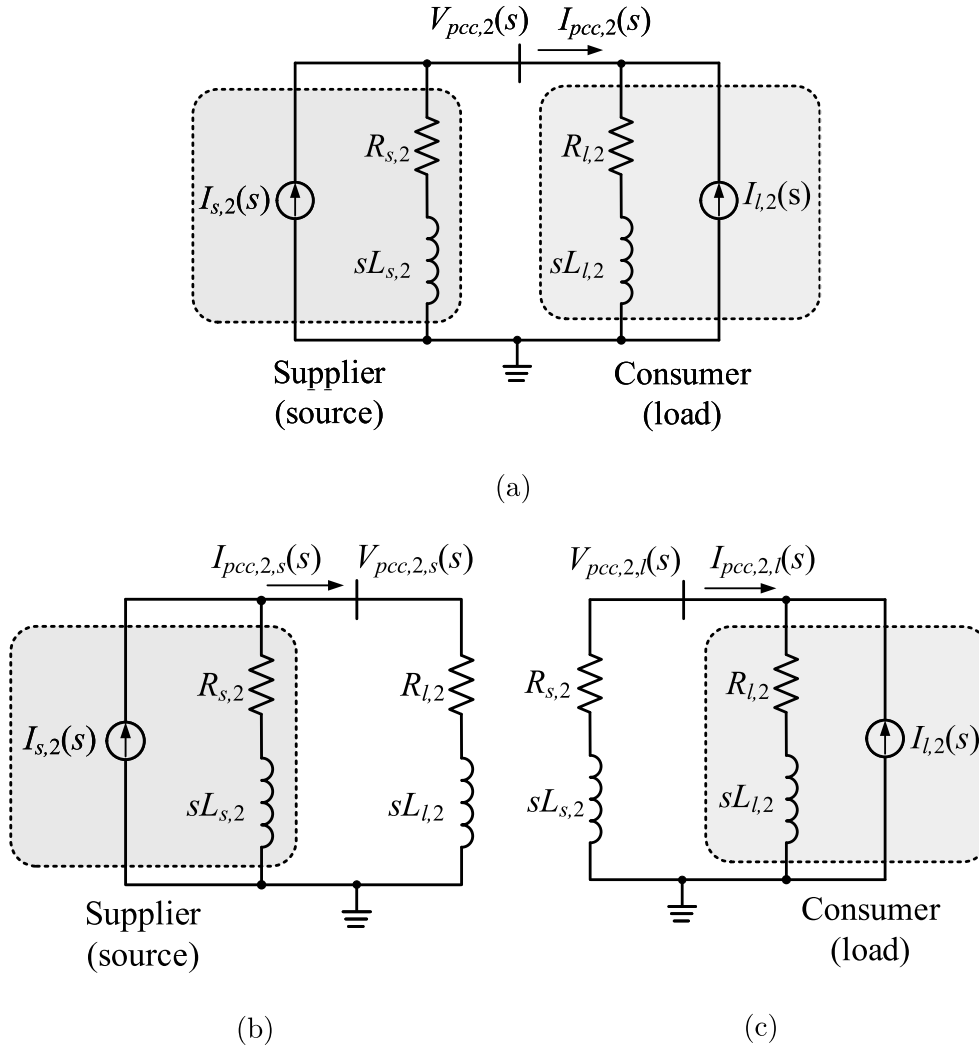 V_{pcc,2}(s) I_{pcc,2}(s)
R_{s,2} R_{l,2}
I_{s,2}(s) I_{l,2}(s)
sL_{s,2} sL_{l,2}
Supplier Consumer
(source) (load)
(a)
I_{pcc,2,s}(s) V_{pcc,2,s}(s) V_{pcc,2,l}(s) I_{pcc,2,l}(s)
R_{s,2} R_{l,2} R_{s,2} R_{l,2}
I_{s,2}(s) I_{l,2}(s)
sL_{s,2} sL_{l,2} sL_{s,2} sL_{l,2}
Supplier Consumer
(source) (load)
(b) (c)